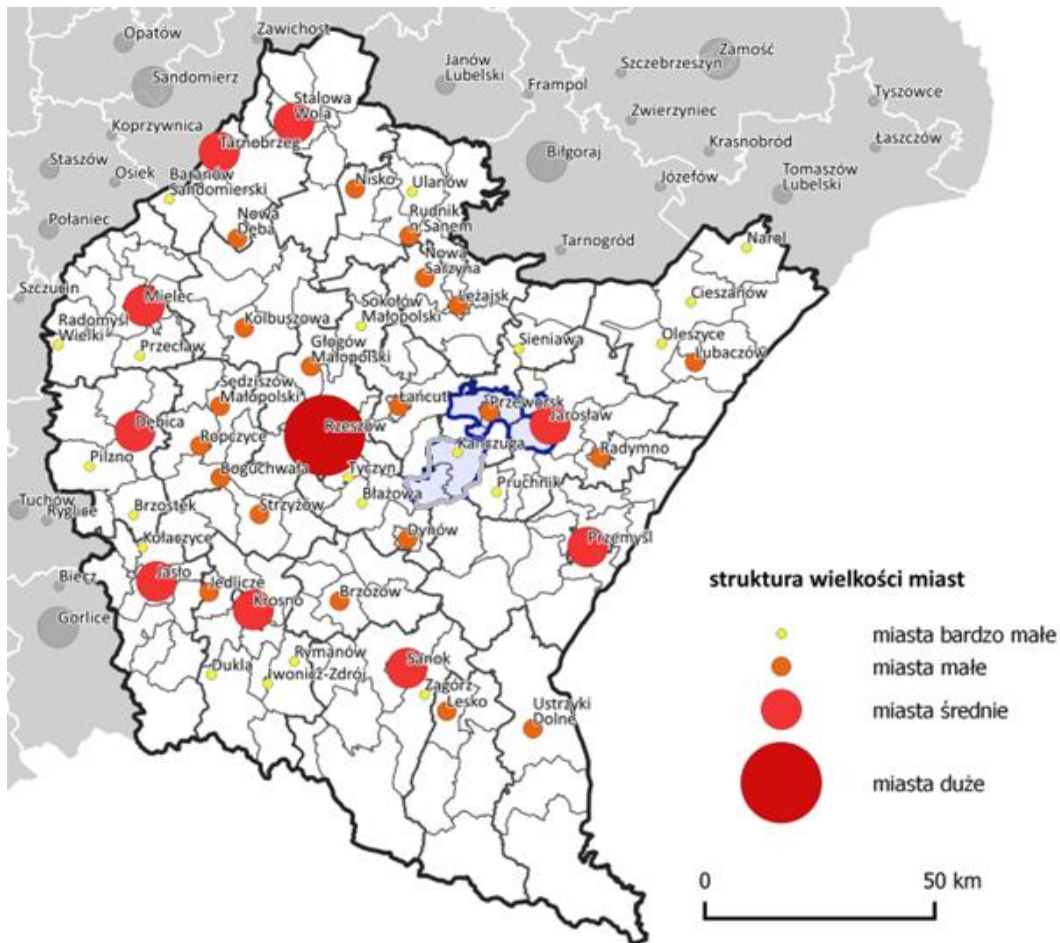 Opatów
Zawichost
Sandomierz
Janów
Lubelski
Frampol
Szczebrzeszyn
Zamość
Tyszowce
Zwierzyniec
Koprzywnica
Stalowa
Wola
Tarnobrzeg
Krasnobród
Łaszczów
Biłgoraj
Staszów
Osiek
Baranów
Sandomierski
Nisko
Ulanów
Józefów
Tomaszów
Lubelski
Połaniec
Nowa
Dęba
Rudnik
n.Sanem
Tarnogród
Narol
Nowa
Sarzyna
Szczucin
Mielec
Leżajsk
Cieszanów
Sokołów
Małopolski
Kolbuszowa
Radomyśl
Wielki
Przecław
Głogów
Małopolski
Sieniawa
Oleszyce
Lubaczów
Sędziszów
Małopolski
Łańcut
Przeworsk
Jarosław
Dębica
Rzeszów
Ropczyce
Kańczuga
Radymno
Pilzno
Boguchwała
Tyczyn
Pruchnik
Błażowa
Tuchów
Ryglice
Brzostek
Strzyżów
Dynów
Przemyśl
Kołaczyce
Biecz
Jasło
Jedlicze
Krosno
Brzozów
Gorlice
Rymanów
Dukla
Iwonicz-Zdrój
Sanok
Zagórz
Lesko
Ustrzyki
Dolne
struktura wielkości miast
miasta bardzo małe
miasta małe
miasta średnie
miasta duże
0 50 km